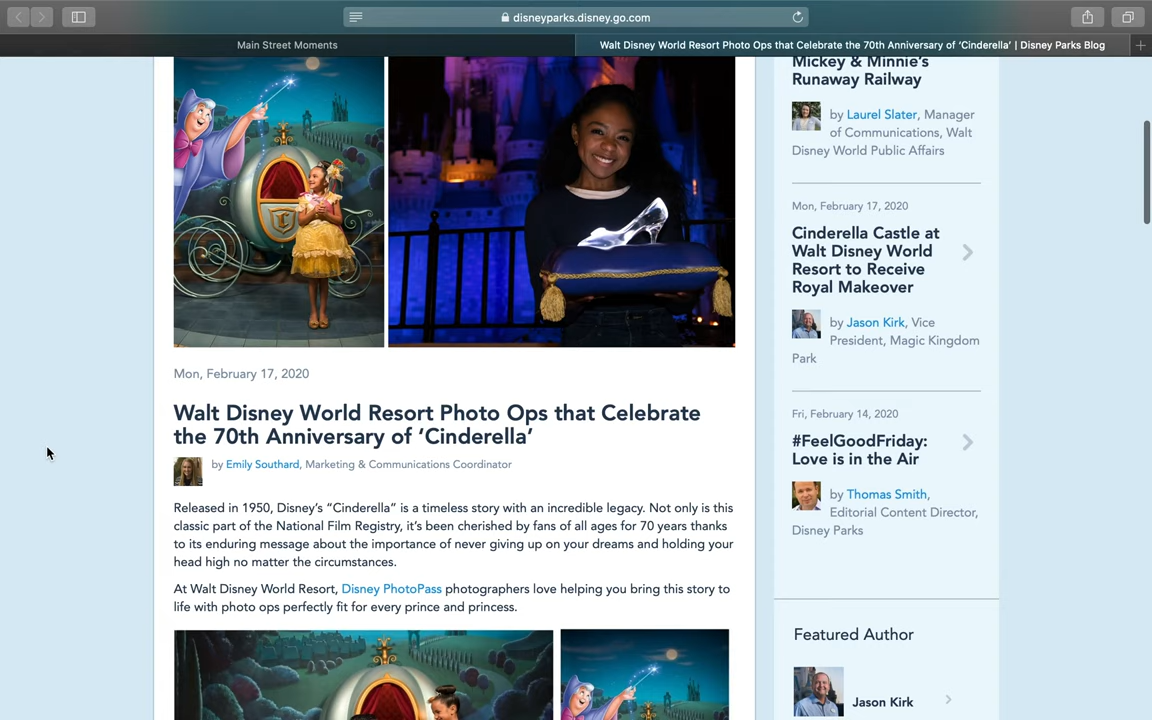 disneyparks.disney.go.com
Main Street Moments
Walt Disney World Resort Photo Ops that Celebrate the 70th Anniversary of ‘Cinderella’ | Disney Parks Blog
Mon, February 17, 2020
Walt Disney World Resort Photo Ops that Celebrate
the 70th Anniversary of ‘Cinderella’
by Emily Southard, Marketing & Communications Coordinator
Released in 1950, Disney’s “Cinderella” is a timeless story with an incredible legacy. Not only is this
classic part of the National Film Registry, it’s been cherished by fans of all ages for 70 years thanks
to its enduring message about the importance of never giving up on your dreams and holding your
head high no matter the circumstances.
At Walt Disney World Resort, Disney PhotoPass photographers love helping you bring this story to
life with photo ops perfectly fit for every prince and princess.
Mickey & Minnie’s
Runaway Railway
by Laurel Slater, Manager
of Communications, Walt
Disney World Public Affairs
Mon, February 17, 2020
Cinderella Castle at
Walt Disney World
Resort to Receive
Royal Makeover
by Jason Kirk, Vice
President, Magic Kingdom
Park
Fri, February 14, 2020
#FeelGoodFriday:
Love is in the Air
by Thomas Smith,
Editorial Content Director,
Disney Parks
Featured Author
Jason Kirk